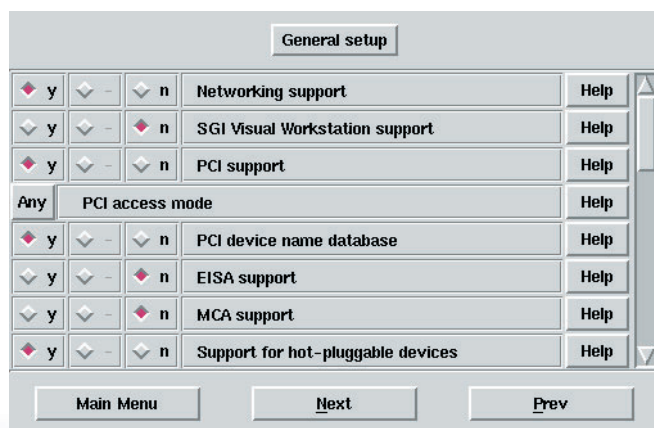 General setup
y - n Networking support Help
y - n SGI Visual Workstation support Help
y - n PCI support Help
Any PCI access mode Help
y - n PCI device name database Help
y - n EISA support Help
y - n MCA support Help
y - n Support for hot-pluggable devices Help
Main Menu Next Prev